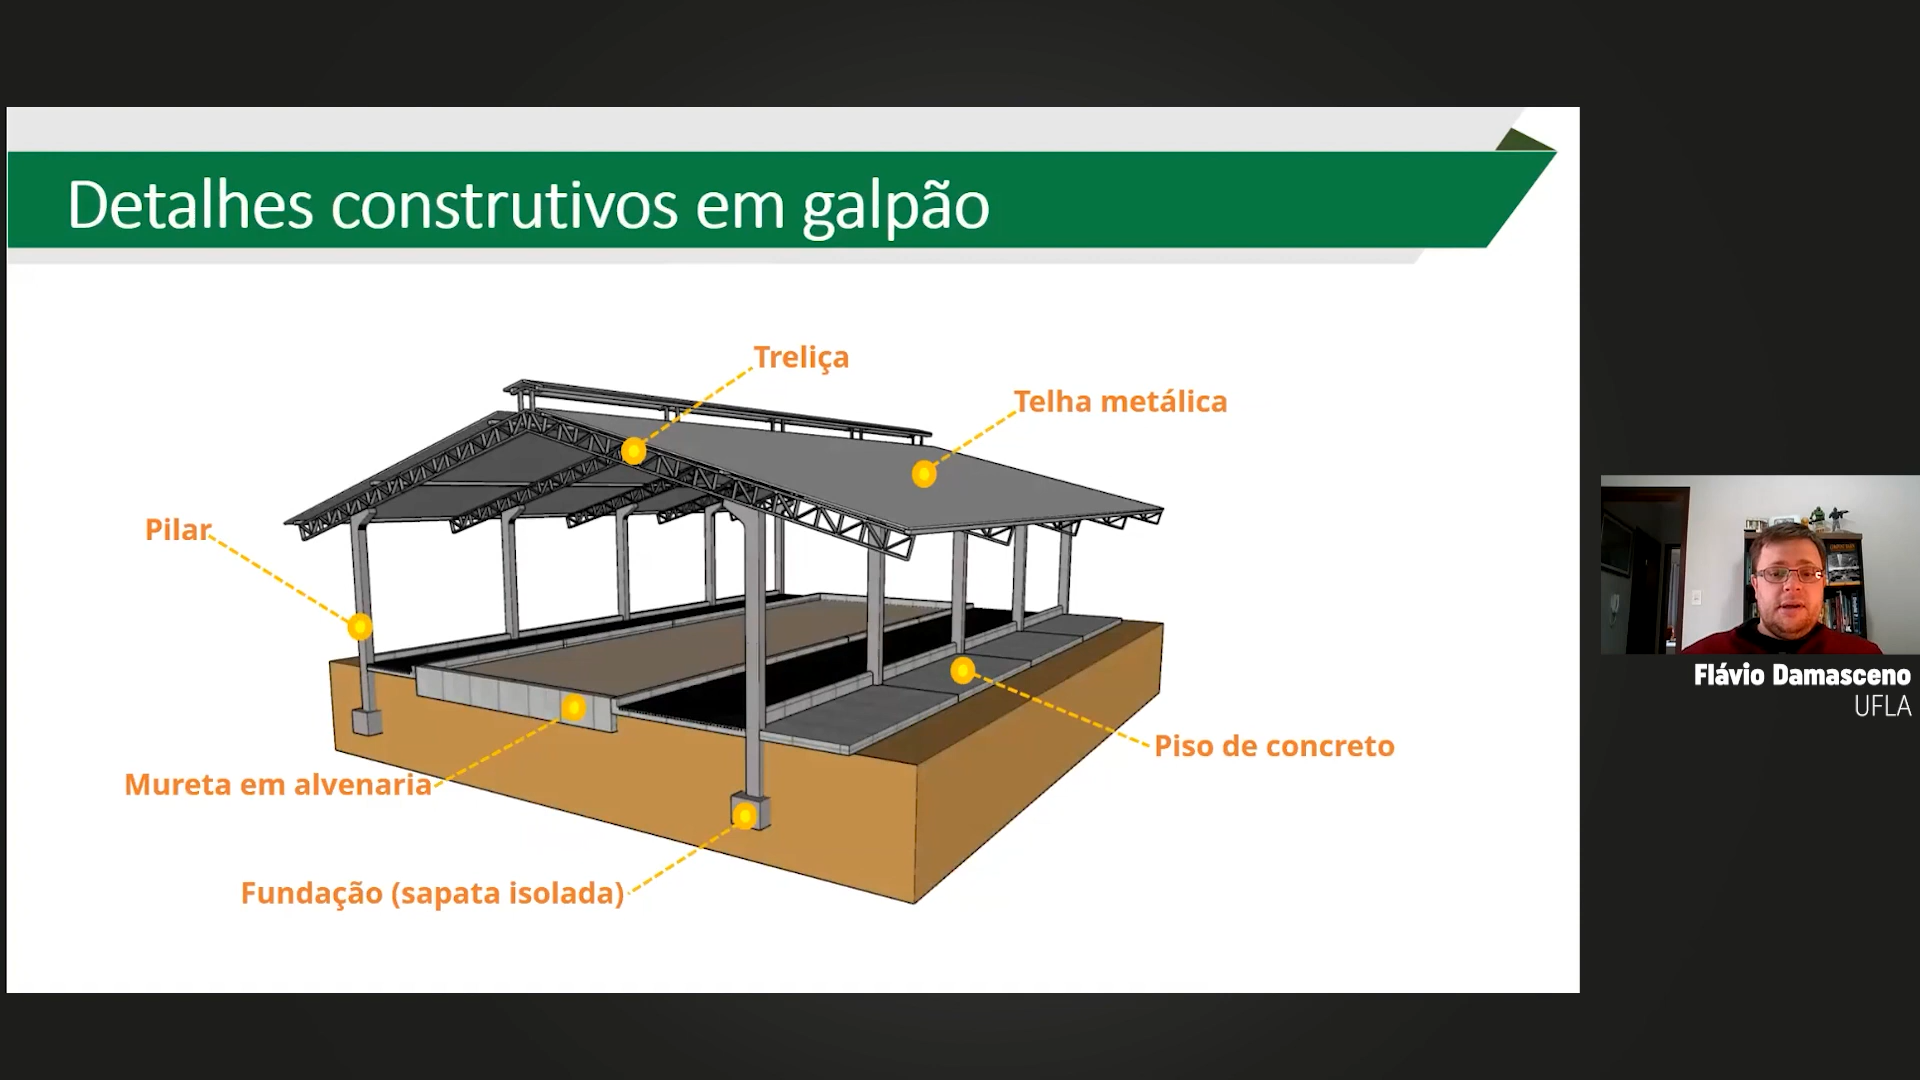 Detalhes construtivos em galpão
Treliça
Telha metálica
Pilar
Piso de concreto
Mureta em alvenaria
Fundação (sapata isolada)
Flávio Damasceno
UFLA